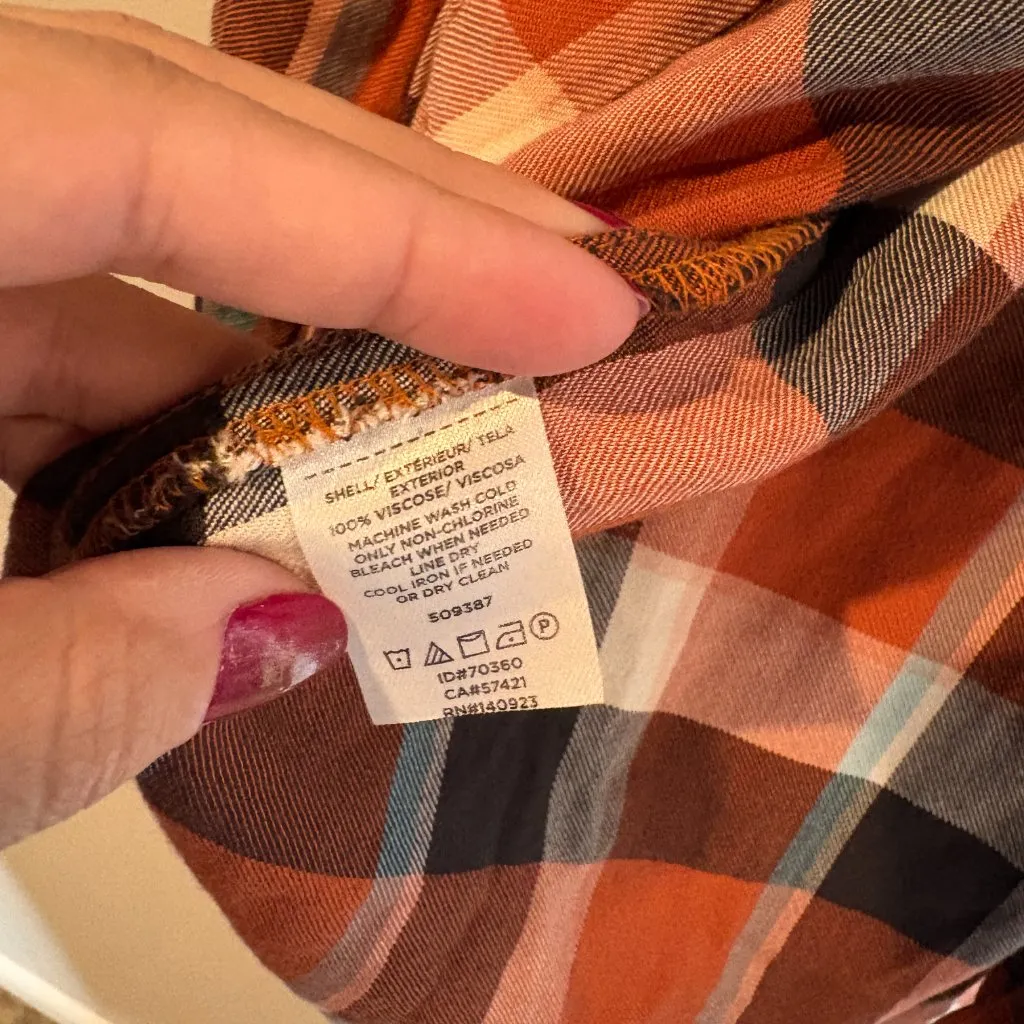 SHELL/ EXTÉRIEUR/ TELA
EXTERIOR
100% VISCOSE/ VISCOSA
MACHINE WASH COLD
ONLY NON-CHLORINE
BLEACH WHEN NEEDED
LINE DRY
COOL IRON IF NEEDED
OR DRY CLEAN
509387
P
ID#70360
CA#57421
RN#140923